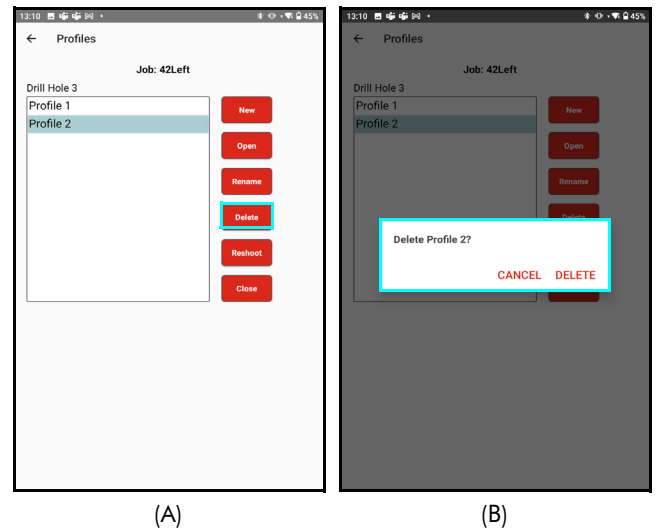 13:10 45%
Profiles
Job: 42Left
Drill Hole 3
Profile 1
Profile 2
New
Open
Rename
Delete
Reshoot
Close
(A)
13:10 45%
Profiles
Job: 42Left
Drill Hole 3
Profile 1
Profile 2
New
Open
Rename
Delete
Delete Profile 2?
CANCEL DELETE
(B)